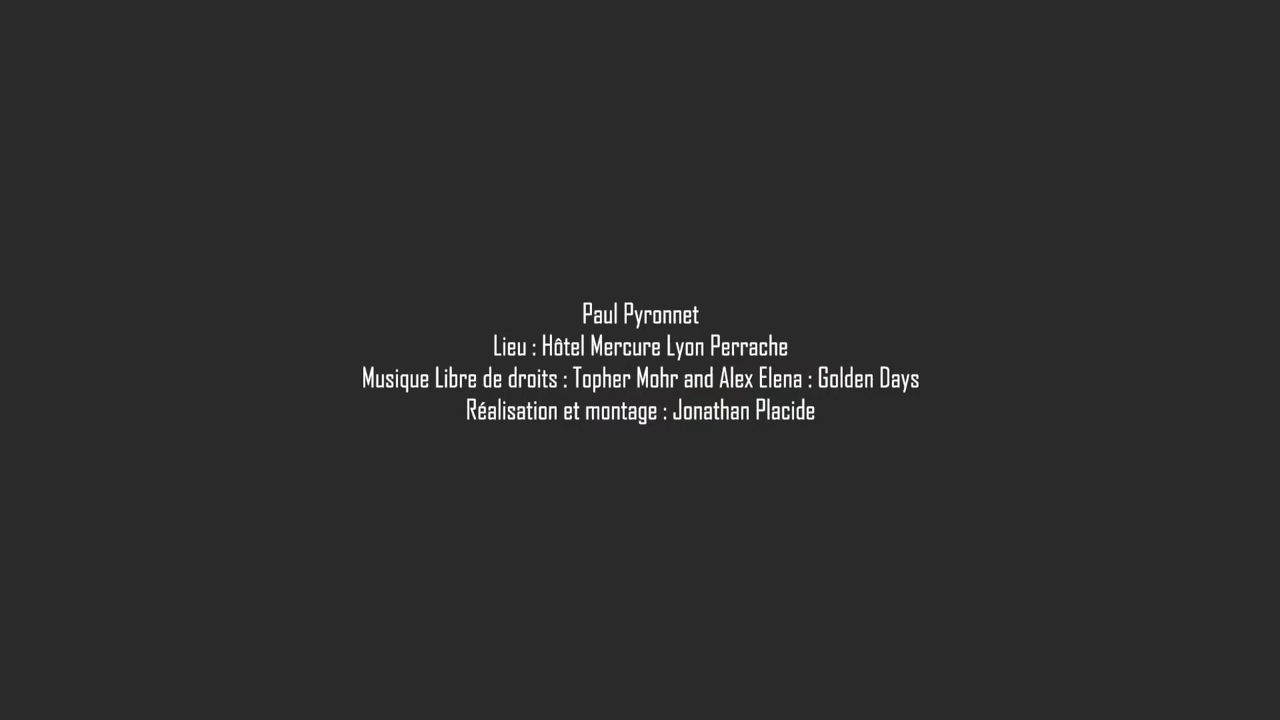 Paul Pyronnet
Lieu : Hôtel Mercure Lyon Perrache
Musique Libre de droits : Topher Mohr and Alex Elena : Golden Days
Réalisation et montage : Jonathan Placide